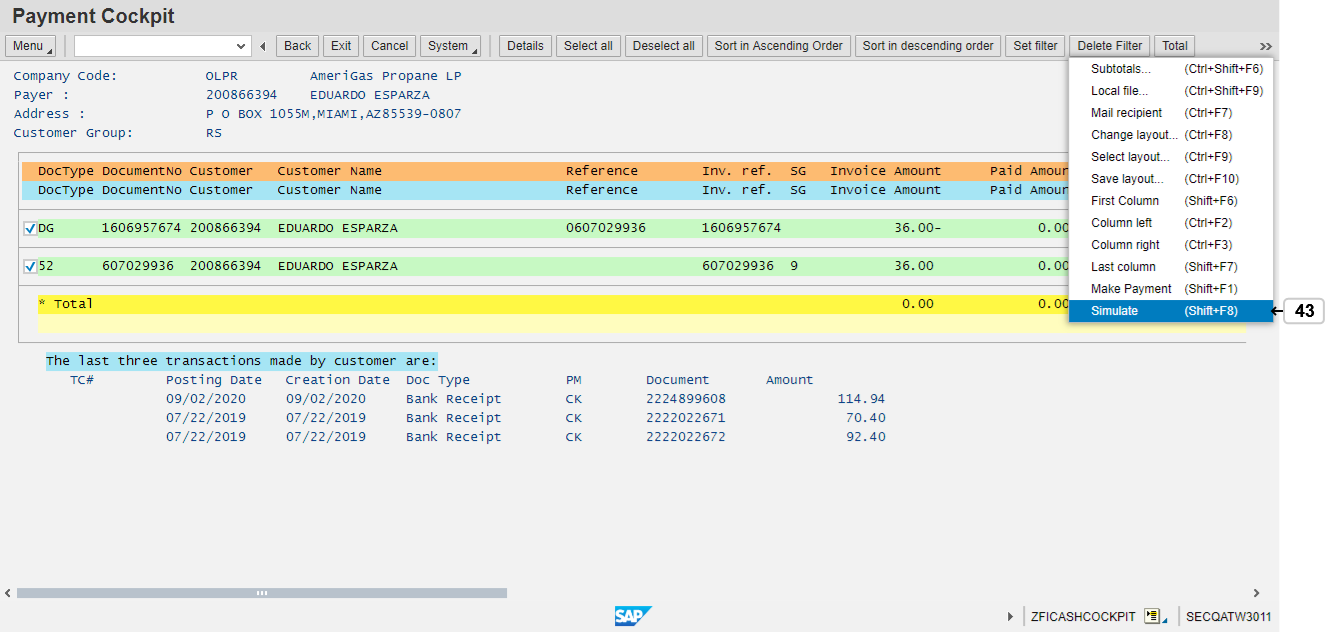 Payment Cockpit
Menu Back Exit Cancel System Details Select all Deselect all Sort in Ascending Order Sort in descending order Set filter Delete Filter Total
Company Code: OLPR AmeriGas Propane LP
Payer : 200866394 EDUARDO ESPARZA
Address : P O BOX 1055M,MIAMI,AZ85539-0807
Customer Group: RS
DocType DocumentNo Customer Customer Name Reference Inv. ref. SG Invoice Amount Paid Amour
DocType DocumentNo Customer Customer Name Reference Inv. ref. SG Invoice Amount Paid Amour
DG 1606957674 200866394 EDUARDO ESPARZA 0607029936 1606957674 36.00- 0.00
52 607029936 200866394 EDUARDO ESPARZA 607029936 9 36.00 0.00
* Total 0.00 0.00
Subtotals... (Ctrl+Shift+F6)
Local file... (Ctrl+Shift+F9)
Mail recipient (Ctrl+F7)
Change layout... (Ctrl+F8)
Select layout... (Ctrl+F9)
Save layout... (Ctrl+F10)
First Column (Shift+F6)
Column left (Ctrl+F2)
Column right (Ctrl+F3)
Last column (Shift+F7)
Make Payment (Shift+F1)
Simulate (Shift+F8)
43
The last three transactions made by customer are:
TC# Posting Date Creation Date Doc Type PM Document Amount
09/02/2020 09/02/2020 Bank Receipt CK 2224899608 114.94
07/22/2019 07/22/2019 Bank Receipt CK 2222022671 70.40
07/22/2019 07/22/2019 Bank Receipt CK 2222022672 92.40
SAP ZFICASHCOCKPIT SECQATW3011